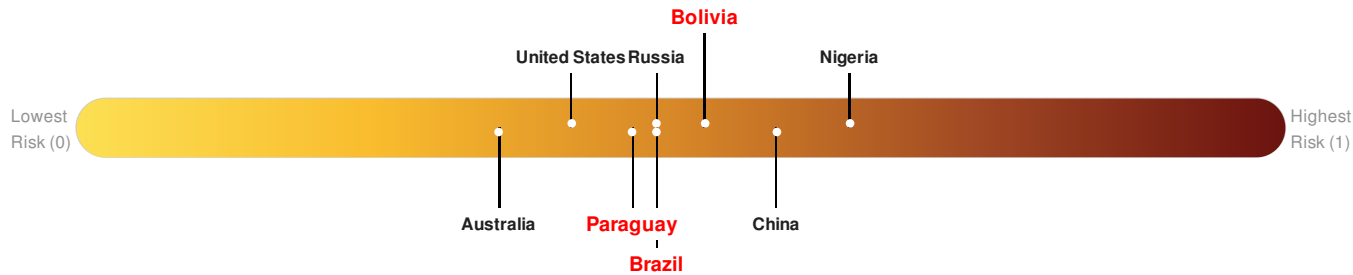 Bolivia
United States Russia
Nigeria
Lowest
Risk (0)
Highest
Risk (1)
Australia
Paraguay
China
Brazil